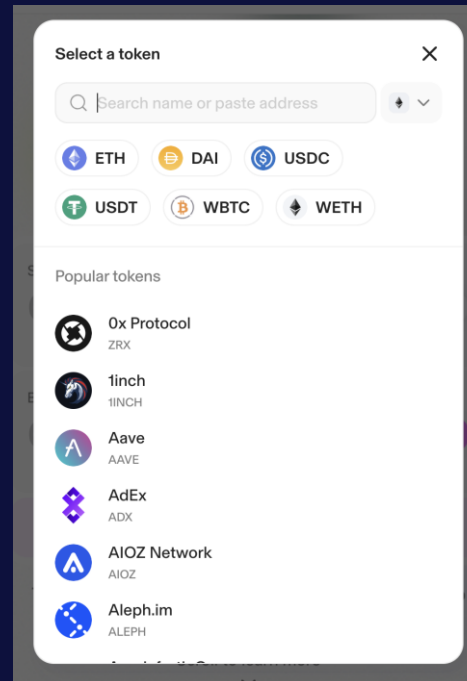 Select a token
Search name or paste address
ETH DAI USDC
USDT WBTC WETH
Popular tokens
0x Protocol
ZRX
1inch
1INCH
Aave
AAVE
AdEx
ADX
AIOZ Network
AIOZ
Aleph.im
ALEPH